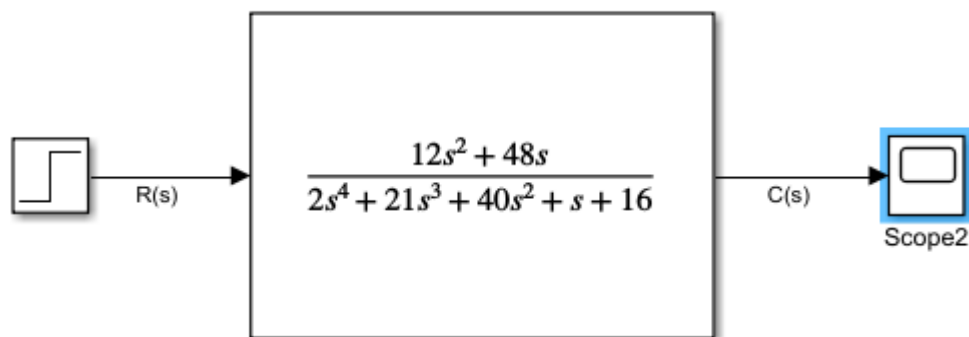 12s² + 48s
2s⁴ + 21s³ + 40s² + s + 16
R(s)
C(s)
Scope2